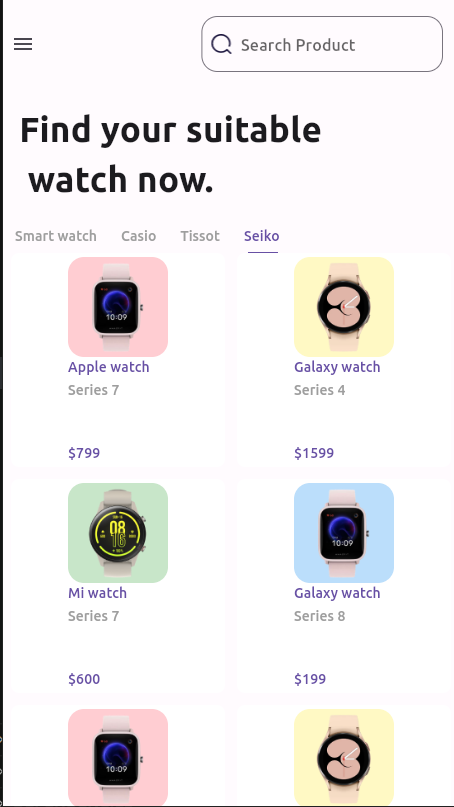 Search Product
Find your suitable
watch now.
Smart watch Casio Tissot Seiko
10:09
Apple watch
Series 7
$799
Galaxy watch
Series 4
$1599
08
16
Mi watch
Series 7
$600
10:09
Galaxy watch
Series 8
$199
10:09